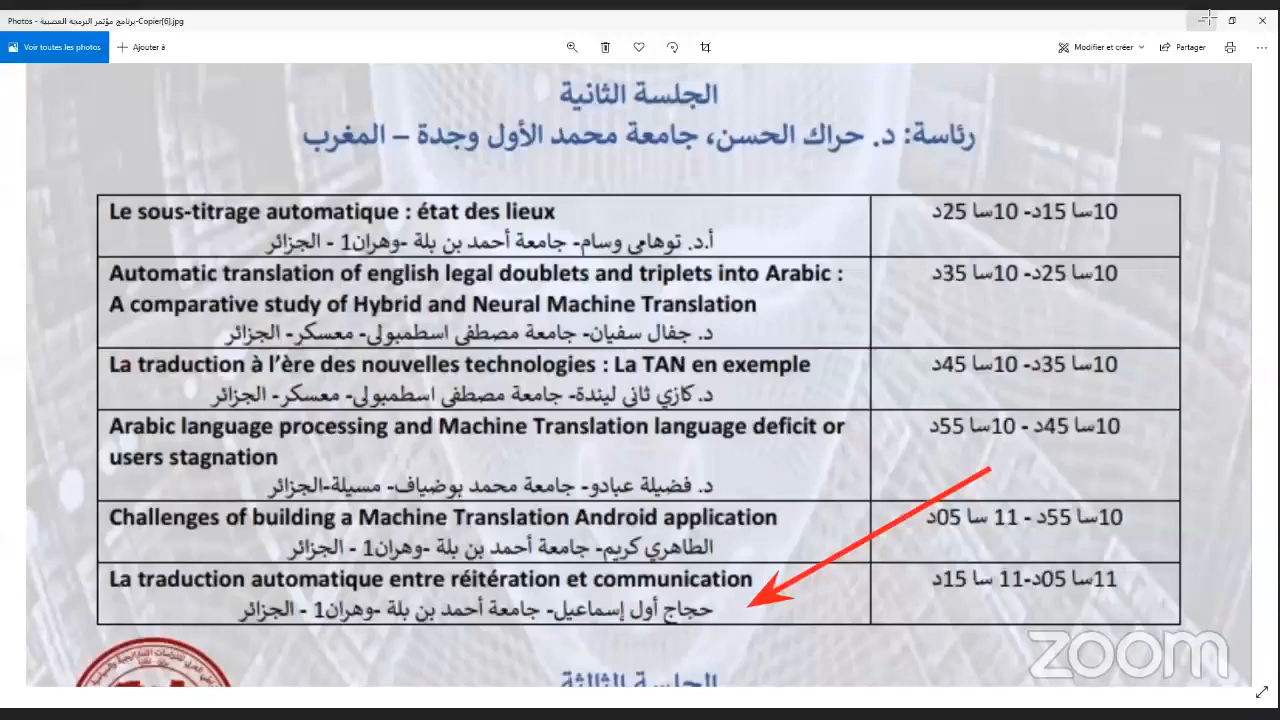 Photos - برنامج مؤتمر البرمجة العصبية-Copier[6].jpg
Voir toutes les photos
Ajouter à
Modifier et créer
Partager
الجلسة الثانية
رئاسة: د. حراك الحسن، جامعة محمد الأول وجدة – المغرب
Le sous-titrage automatique : état des lieux
أ.د. توهامي وسام- جامعة أحمد بن بلة -وهران1 - الجزائر
10سا 15د- 10سا 25د
Automatic translation of english legal doublets and triplets into Arabic :
A comparative study of Hybrid and Neural Machine Translation
د. جفال سفيان- جامعة مصطفى اسطمبولي- معسكر- الجزائر
10سا 25د- 10سا 35د
La traduction à l’ère des nouvelles technologies : La TAN en exemple
د. كازي ثاني ليندة- جامعة مصطفى اسطمبولي- معسكر- الجزائر
10سا 35د- 10سا 45د
Arabic language processing and Machine Translation language deficit or
users stagnation
د. فضيلة عبادو- جامعة محمد بوضياف- مسيلة-الجزائر
10سا 45د - 10سا 55د
Challenges of building a Machine Translation Android application
الطاهري كريم- جامعة أحمد بن بلة -وهران1 - الجزائر
10سا 55د - 11 سا 05د
La traduction automatique entre réitération et communication
حجاج أول إسماعيل- جامعة أحمد بن بلة -وهران1 - الجزائر
11سا 05د-11 سا 15د
الجلسة الثالثة
zoom